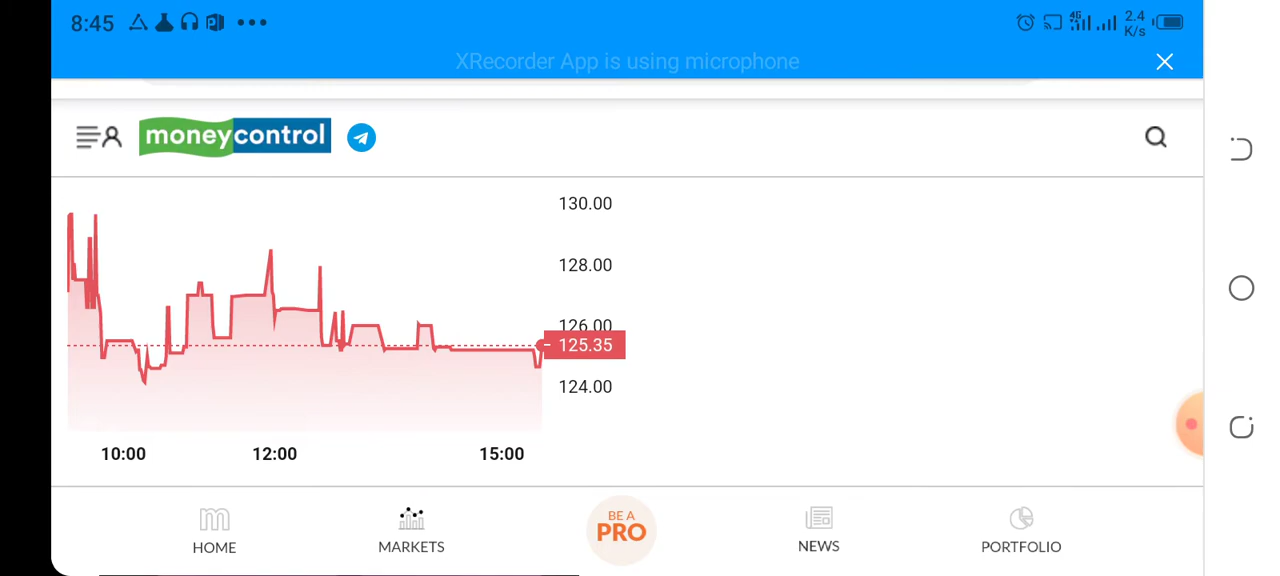 8:45
4G 2.4 K/s
XRecorder App is using microphone
moneycontrol
130.00
128.00
126.00
125.35
124.00
10:00 12:00 15:00
HOME MARKETS BE A PRO NEWS PORTFOLIO